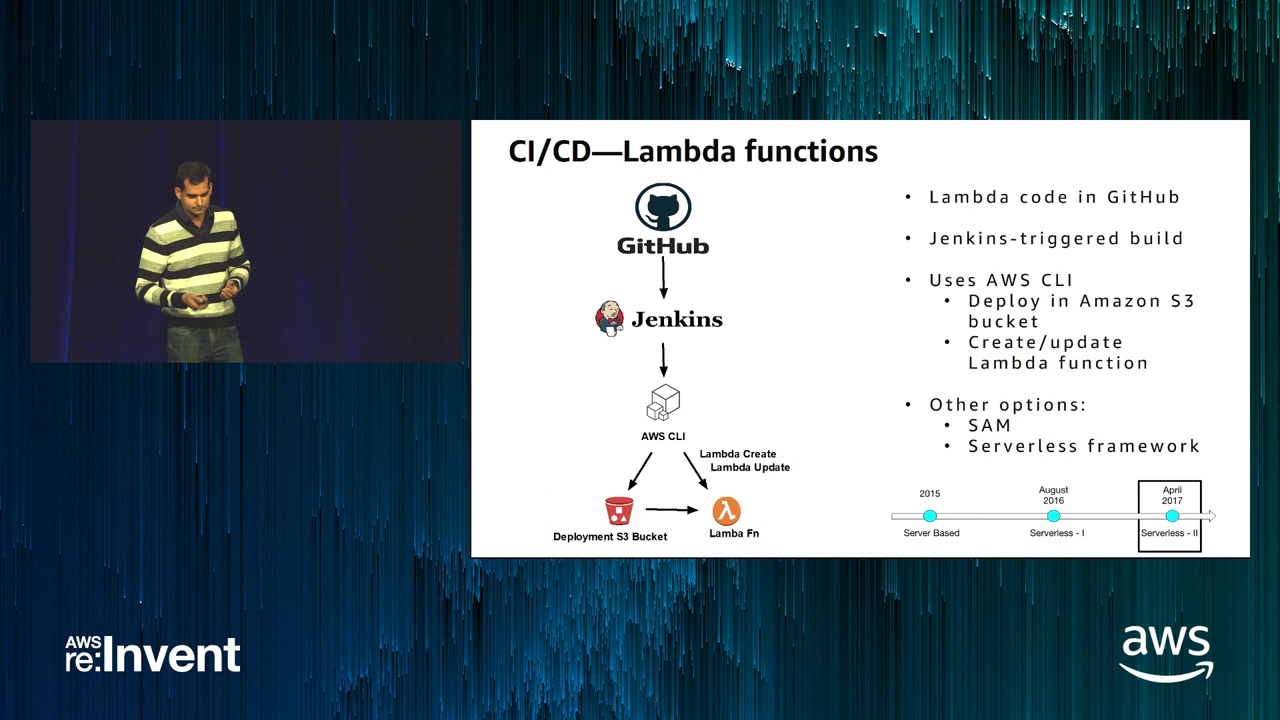 CI/CD—Lambda functions
GitHub
Jenkins
AWS CLI
Lambda Create
Lambda Update
Deployment S3 Bucket
Lamba Fn
• Lambda code in GitHub
• Jenkins-triggered build
• Uses AWS CLI
• Deploy in Amazon S3
bucket
• Create/update
Lambda function
• Other options:
• SAM
• Serverless framework
2015
August
2016
April
2017
Server Based
Serverless - I
Serverless - II
AWS
re:Invent
aws